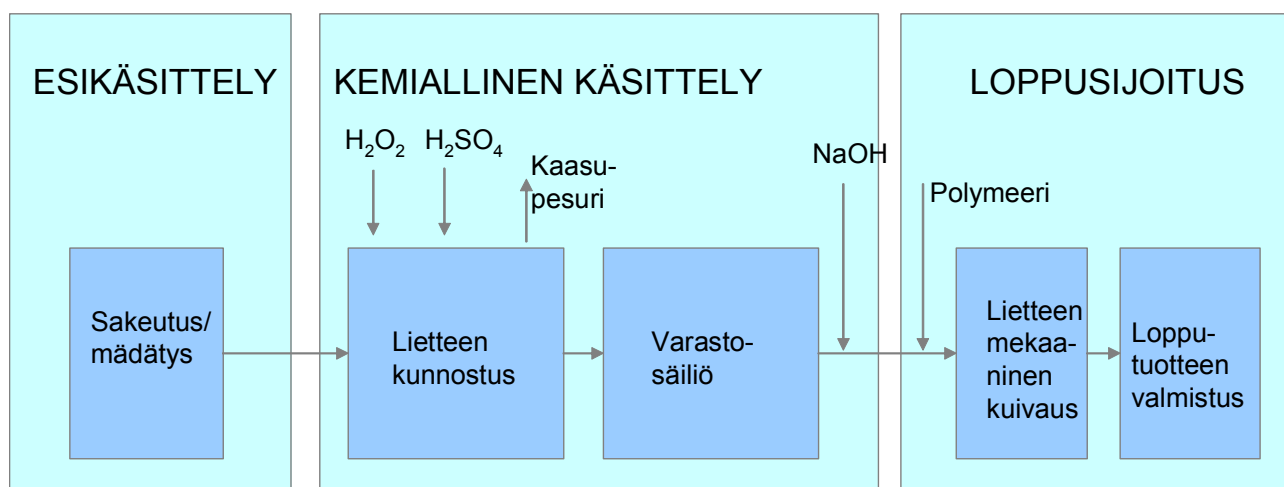 ESIKÄSITTELY
KEMIALLINEN KÄSITTELY
LOPPUSIJOITUS
H₂O₂
H₂SO₄
Kaasu-
pesuri
NaOH
Polymeeri
Sakeutus/
mädätys
Lietteen
kunnostus
Varasto-
säiliö
Lietteen
mekaa-
ninen
kuivaus
Loppu-
tuotteen
valmistus